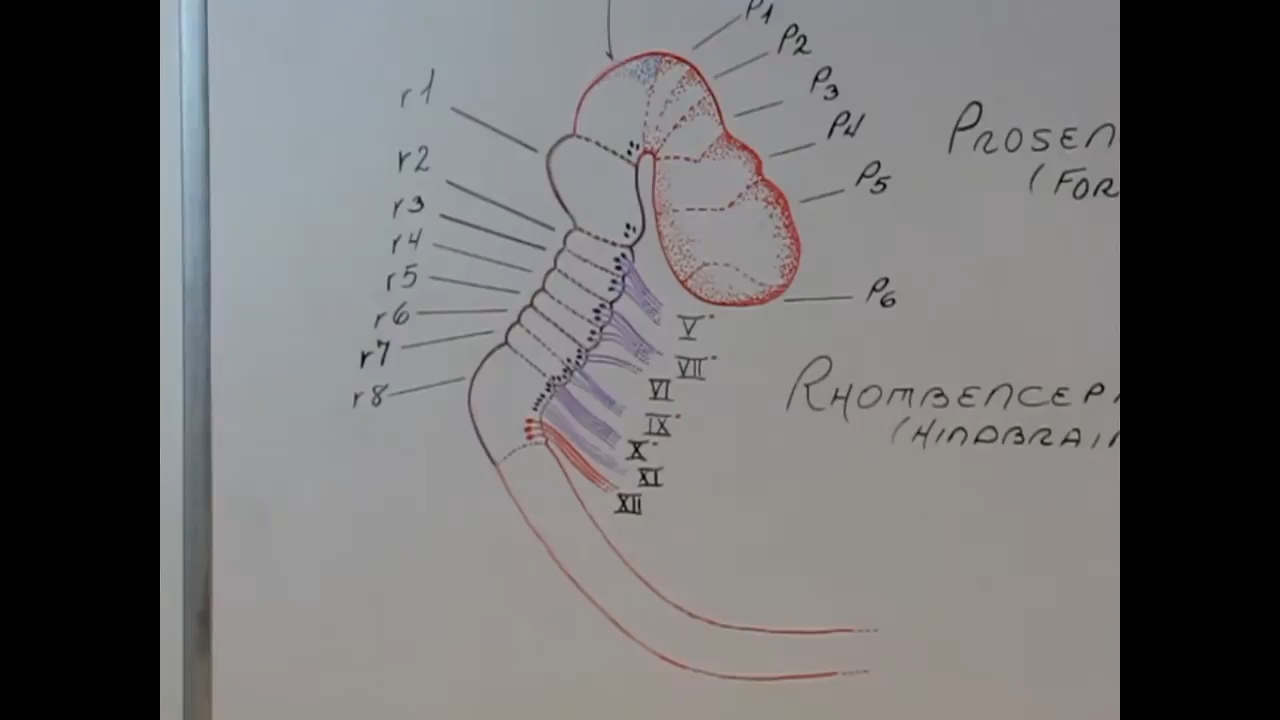 P1
P2
P3
P4
P5
P6
r1
r2
r3
r4
r5
r6
r7
r8
V
VII
VI
IX
X
XI
XII
PROSEN
(FOR
RHOMBENCEP
(HINDBRAIN